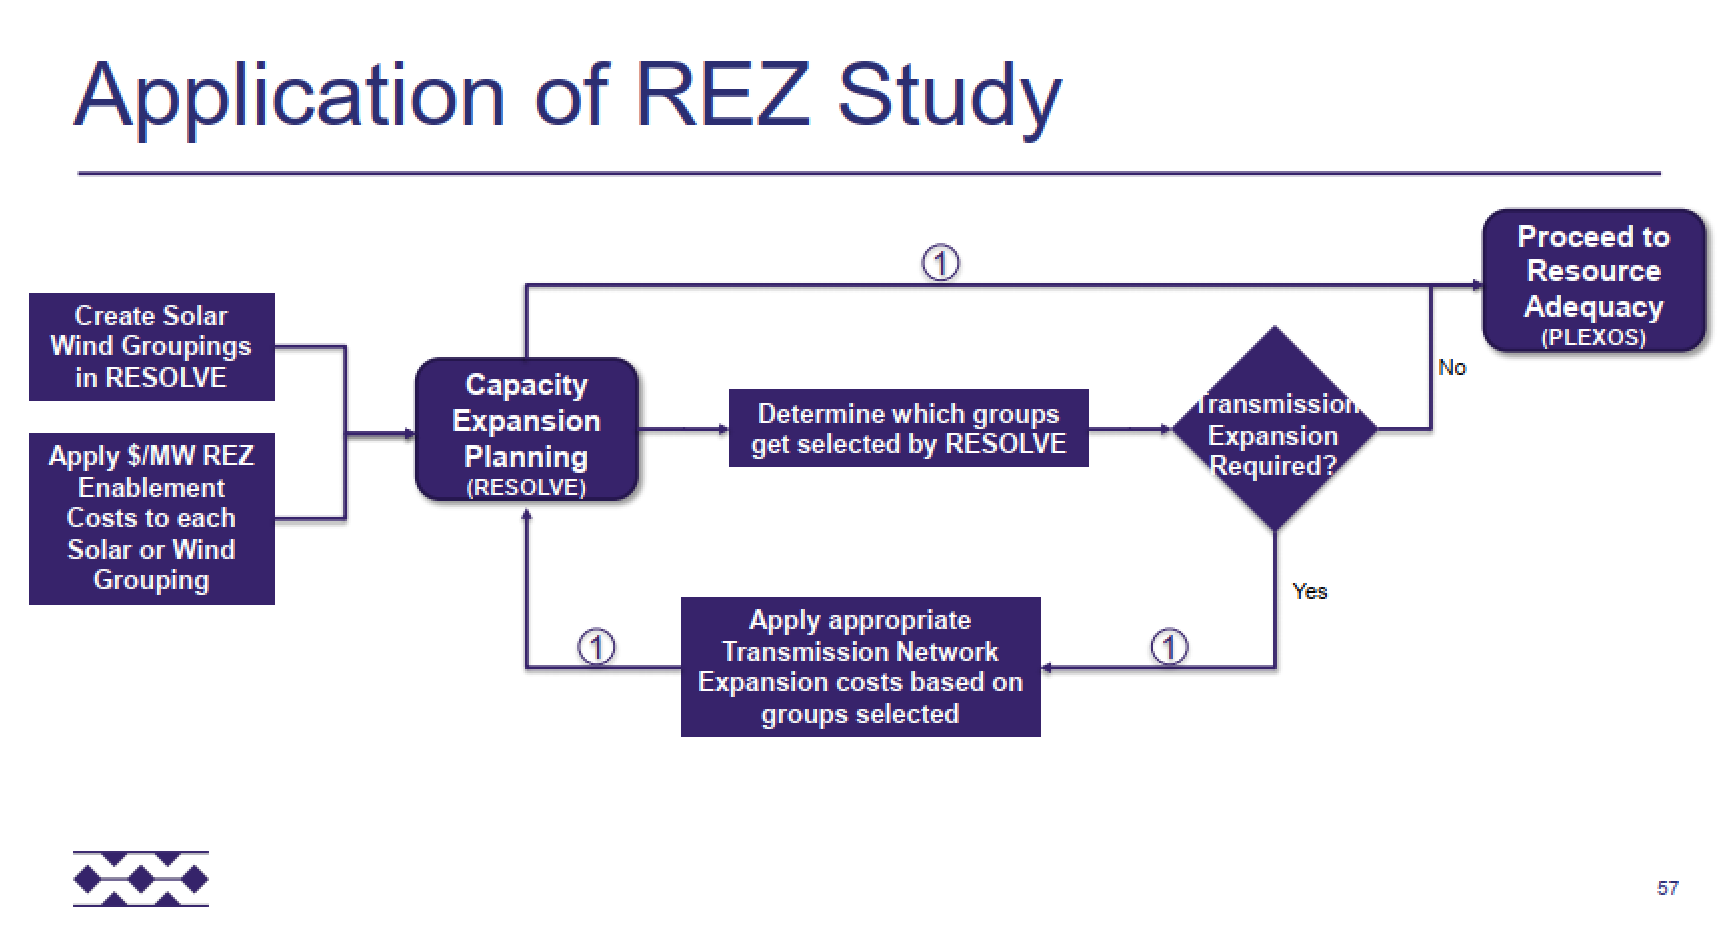 Application of REZ Study
Create Solar
Wind Groupings
in RESOLVE
Apply $/MW REZ
Enablement
Costs to each
Solar or Wind
Grouping
Capacity
Expansion
Planning
(RESOLVE)
①
Determine which groups
get selected by RESOLVE
Transmission
Expansion
Required?
No
Proceed to
Resource
Adequacy
(PLEXOS)
Yes
①
Apply appropriate
Transmission Network
Expansion costs based on
groups selected
①
57